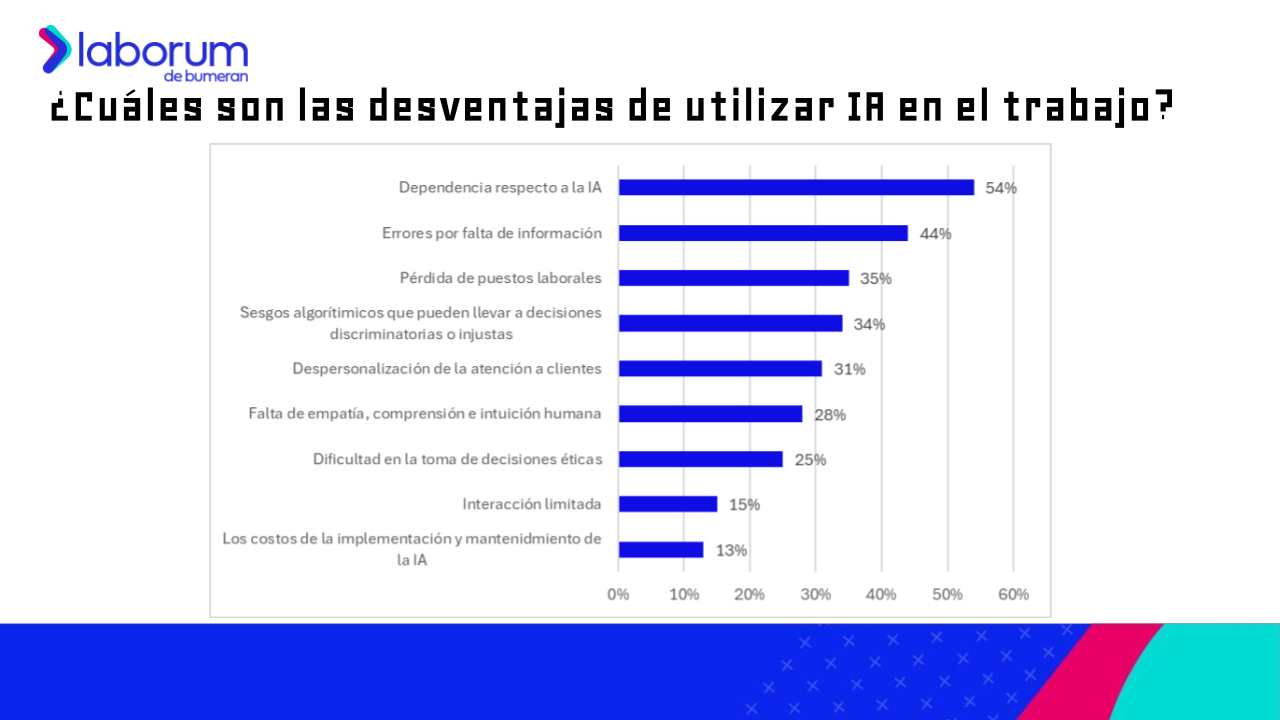 laborum
de bumeran
¿Cuáles son las desventajas de utilizar IA en el trabajo?
Dependencia respecto a la IA
54%
Errores por falta de información
44%
Pérdida de puestos laborales
35%
Sesgos algorítimicos que pueden llevar a decisiones
discriminatorias o injustas
34%
Despersonalización de la atención a clientes
31%
Falta de empatía, comprensión e intuición humana
28%
Dificultad en la toma de decisiones éticas
25%
Interacción limitada
15%
Los costos de la implementación y mantenidmiento de
la IA
13%
0% 10% 20% 30% 40% 50% 60%